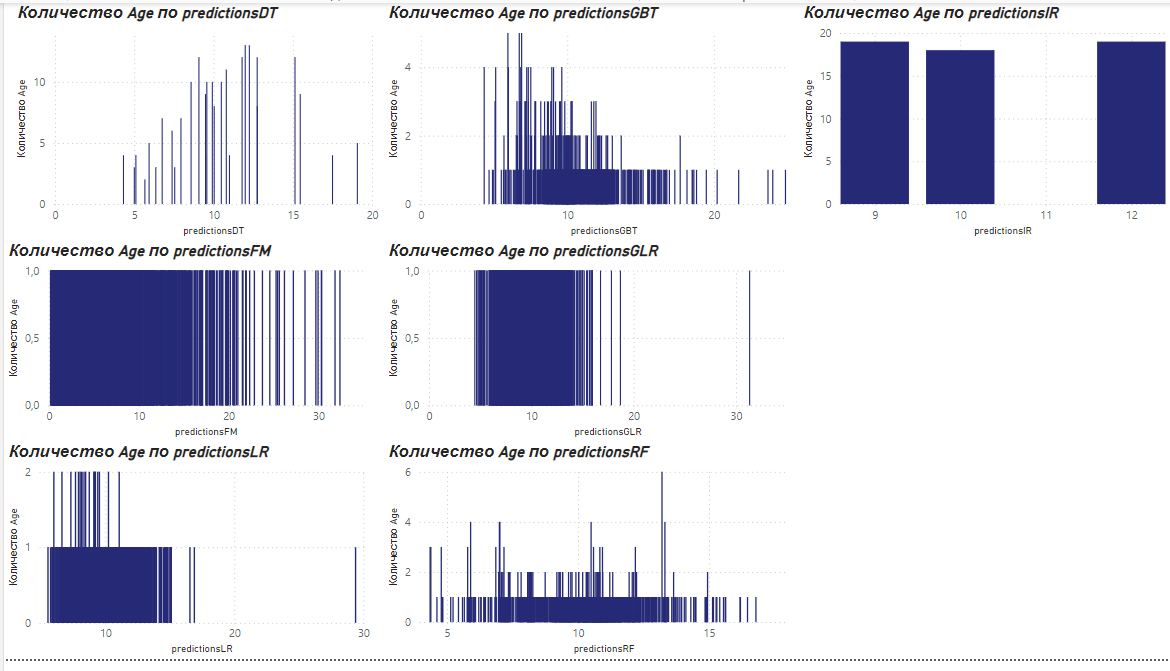 Количество Age по predictionsDT
Количество Age
10
5
0
0 5 10 15 20
predictionsDT
Количество Age по predictionsGBT
Количество Age
4
2
0
0 10 20
predictionsGBT
Количество Age по predictionsIR
Количество Age
20
15
10
5
0
9 10 11 12
predictionsIR
Количество Age по predictionsFM
Количество Age
1,0
0,5
0,0
0 10 20 30
predictionsFM
Количество Age по predictionsGLR
Количество Age
1,0
0,5
0,0
0 10 20 30
predictionsGLR
Количество Age по predictionsLR
Количество Age
2
1
0
10 20 30
predictionsLR
Количество Age по predictionsRF
Количество Age
6
4
2
0
5 10 15
predictionsRF